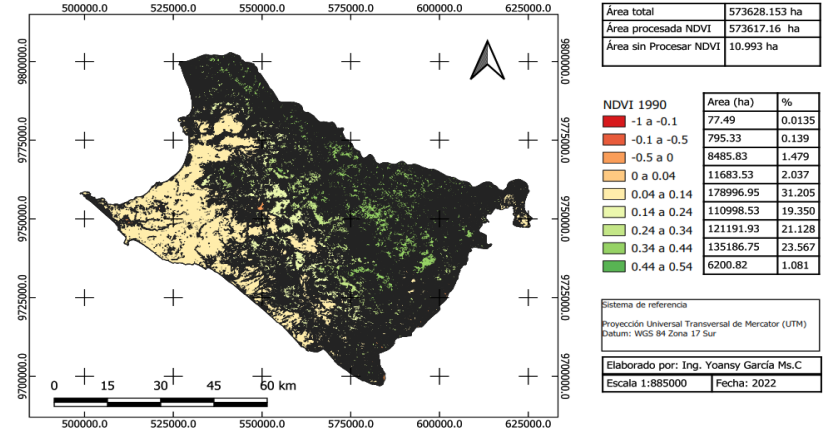 500000.0 525000.0 550000.0 575000.0 600000.0 625000.0
9800000.0 9800000.0
9775000.0 9775000.0
9750000.0 9750000.0
9725000.0 9725000.0
9700000.0 9700000.0
0 15 30 45 60 km
500000.0 525000.0 550000.0 575000.0 600000.0 625000.0
Área total 573628.153 ha
Área procesada NDVI 573617.16 ha
Área sin Procesar NDVI 10.993 ha
NDVI 1990 Area (ha) %
-1 a -0.1 77.49 0.0135
-0.1 a -0.5 795.33 0.139
-0.5 a 0 8485.83 1.479
0 a 0.04 11683.53 2.037
0.04 a 0.14 178996.95 31.205
0.14 a 0.24 110998.53 19.350
0.24 a 0.34 121191.93 21.128
0.34 a 0.44 135186.75 23.567
0.44 a 0.54 6200.82 1.081
Sistema de referencia
Proyección Universal Transversal de Mercator (UTM)
Datum: WGS 84 Zona 17 Sur
Elaborado por: Ing. Yoansy García Ms.C
Escala 1:885000 Fecha: 2022